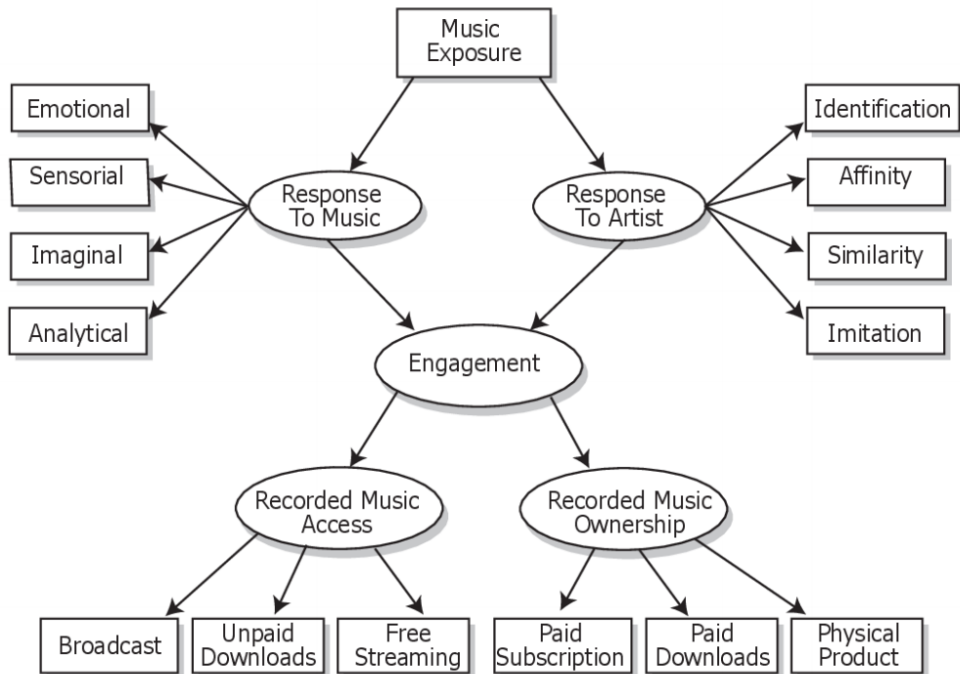 Music
Exposure
Emotional
Identification
Sensorial
Affinity
Response
To Music
Response
To Artist
Imaginal
Similarity
Analytical
Imitation
Engagement
Recorded Music
Access
Recorded Music
Ownership
Broadcast
Unpaid
Downloads
Free
Streaming
Paid
Subscription
Paid
Downloads
Physical
Product